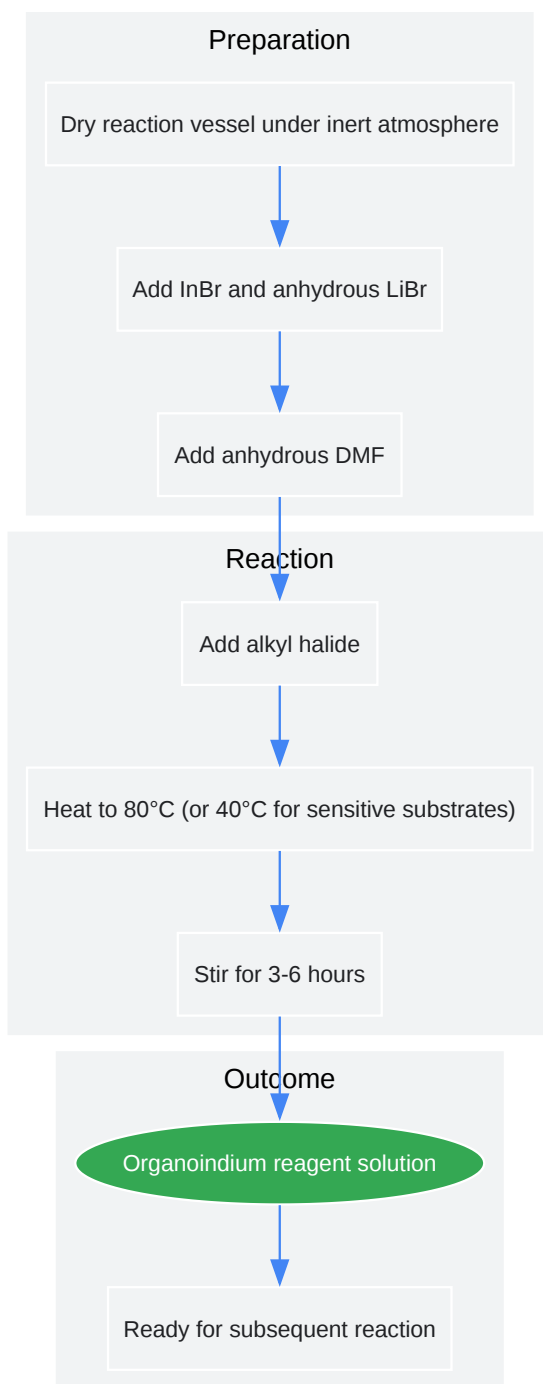 Preparation
Dry reaction vessel under inert atmosphere
Add InBr and anhydrous LiBr
Add anhydrous DMF
Reaction
Add alkyl halide
Heat to 80°C (or 40°C for sensitive substrates)
Stir for 3-6 hours
Outcome
Organoindium reagent solution
Ready for subsequent reaction